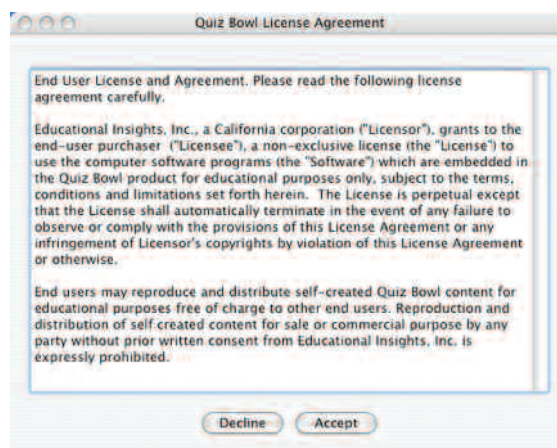 Quiz Bowl License Agreement
End User License and Agreement. Please read the following license
agreement carefully.
Educational Insights, Inc., a California corporation ("Licensor"), grants to the
end-user purchaser ("Licensee"), a non-exclusive license (the "License") to
use the computer software programs (the "Software") which are embedded in
the Quiz Bowl product for educational purposes only, subject to the terms,
conditions and limitations set forth herein. The License is perpetual except
that the License shall automatically terminate in the event of any failure to
observe or comply with the provisions of this License Agreement or any
infringement of Licensor's copyrights by violation of this License Agreement
or otherwise.
End users may reproduce and distribute self-created Quiz Bowl content for
educational purposes free of charge to other end users. Reproduction and
distribution of self created content for sale or commercial purpose by any
party without prior written consent from Educational Insights, Inc. is
expressly prohibited.
Decline Accept